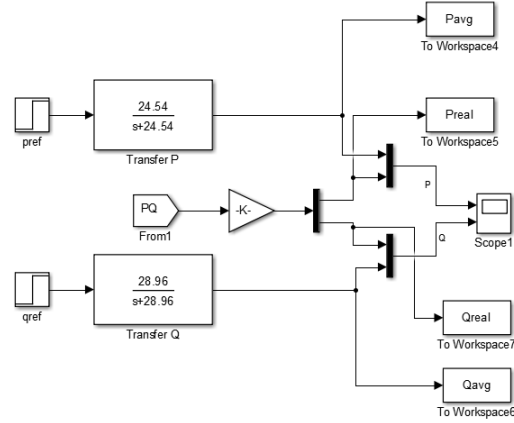 Pavg
To Workspace4
pref
24.54
s+24.54
Transfer P
Preal
To Workspace5
PQ
From1
-K-
P
Q
Scope1
qref
28.96
s+28.96
Transfer Q
Qreal
To Workspace7
Qavg
To Workspace6